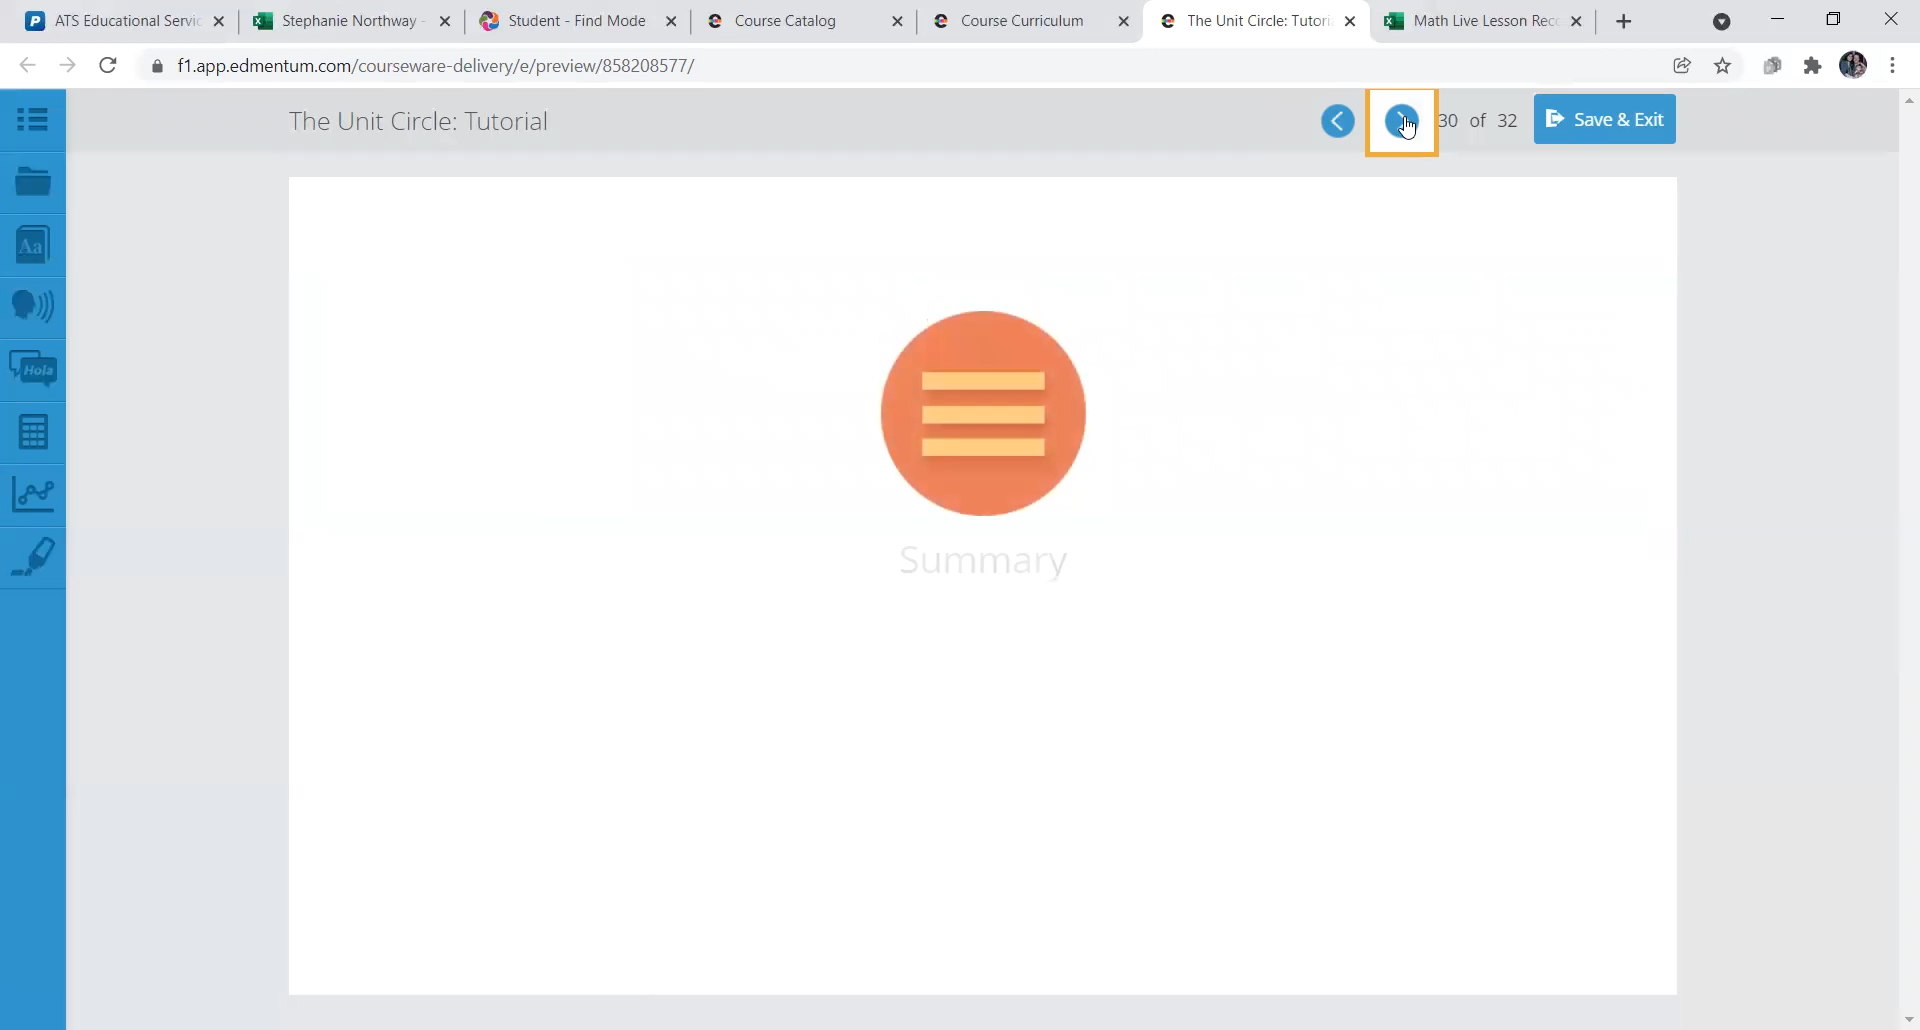 ATS Educational Servic
Stephanie Northway -
Student - Find Mode
Course Catalog
Course Curriculum
The Unit Circle: Tutori
Math Live Lesson Rec
f1.app.edmentum.com/courseware-delivery/e/preview/858208577/
The Unit Circle: Tutorial
30 of 32
Save & Exit
Aa
Hola
Summary